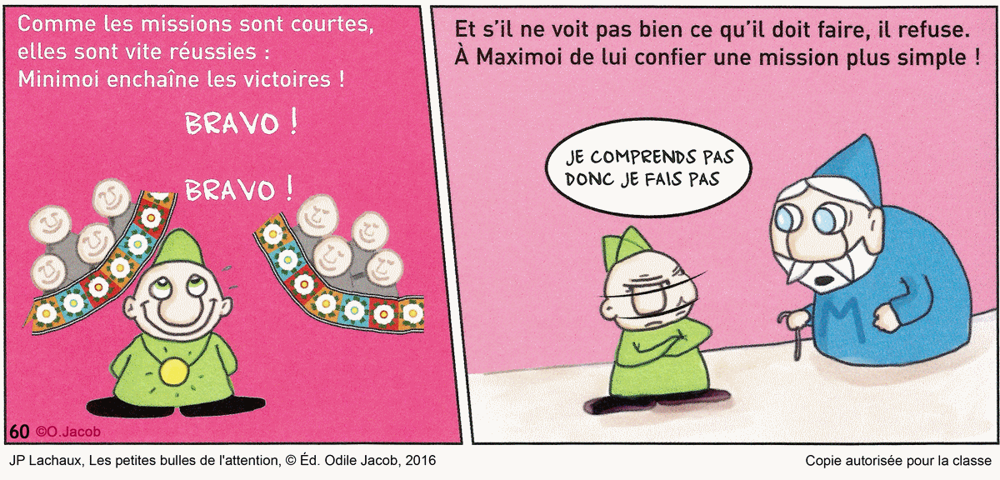 Comme les missions sont courtes,
elles sont vite réussies :
Minimoi enchaîne les victoires !
BRAVO !
BRAVO !
60 ©O.Jacob
Et s’il ne voit pas bien ce qu’il doit faire, il refuse.
À Maximoi de lui confier une mission plus simple !
JE COMPRENDS PAS
DONC JE FAIS PAS
M
JP Lachaux, Les petites bulles de l'attention, © Éd. Odile Jacob, 2016
Copie autorisée pour la classe